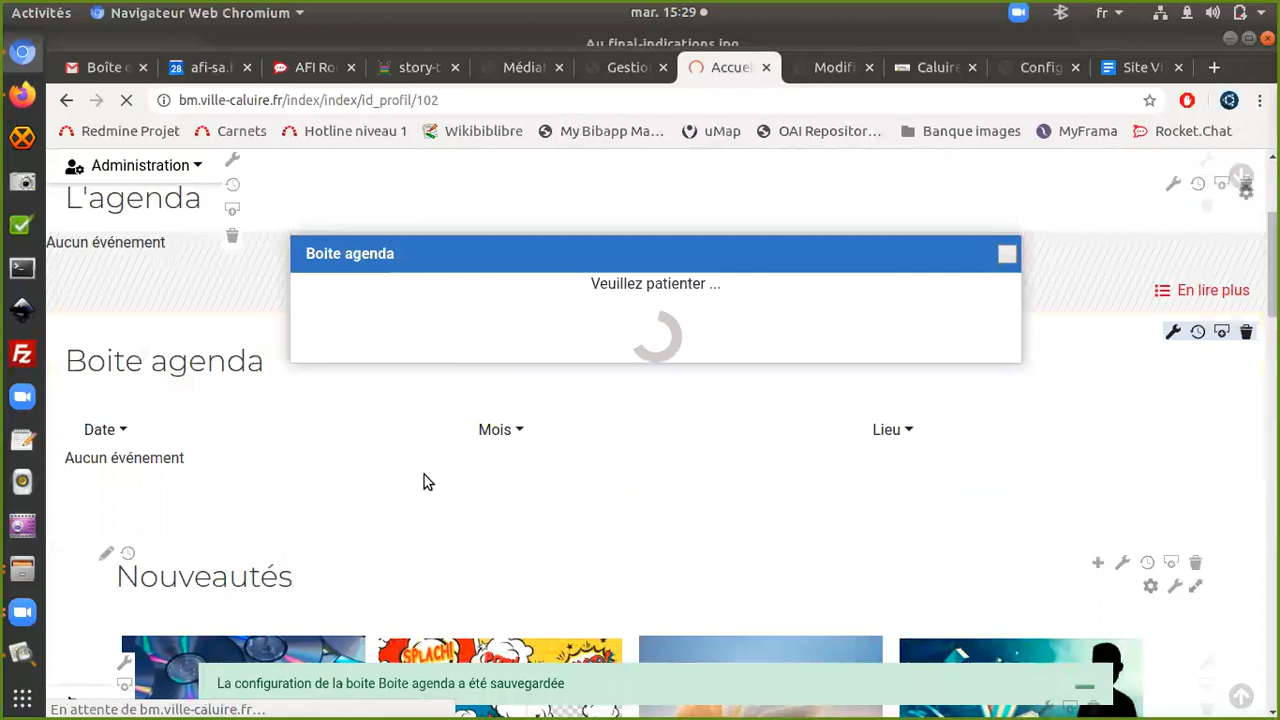 Activités
Navigateur Web Chromium
mar. 15:29
fr
Au final-indications.jpg
Boîte
afi-sa.
AFI Ro
story-t
Média
Gestio
Accue
Modifi
Caluire
Config
Site Vi
bm.ville-caluire.fr/index/index/id_profil/102
Redmine Projet
Carnets
Hotline niveau 1
Wikibiblibre
My Bibapp Ma...
uMap
OAI Repositor...
Banque images
MyFrama
Rocket.Chat
Administration
L'agenda
Aucun événement
En lire plus
Boite agenda
Veuillez patienter ...
Boite agenda
Date
Mois
Lieu
Aucun événement
Nouveautés
SPLACH!
La configuration de la boite Boite agenda a été sauvegardée
En attente de bm.ville-caluire.fr...